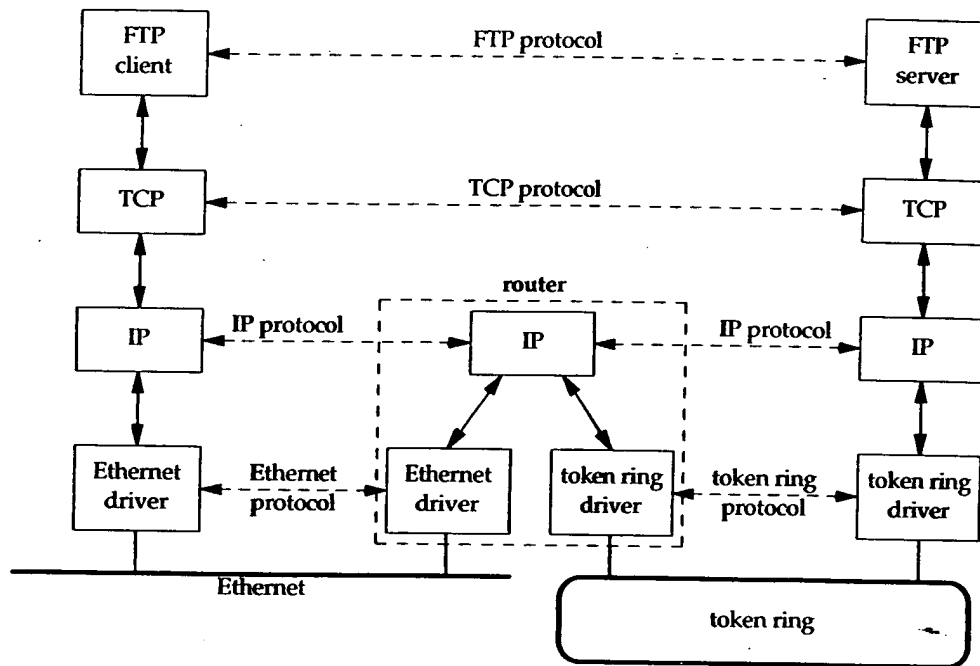 FTP
client
FTP protocol
FTP
server
TCP
TCP protocol
TCP
router
IP
IP protocol
IP
IP protocol
IP
Ethernet
driver
Ethernet
protocol
Ethernet
driver
token ring
driver
token ring
protocol
token ring
driver
Ethernet
token ring